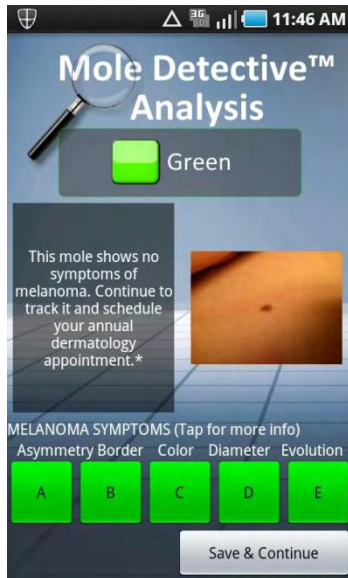 11:46 AM
Mole Detective™
Analysis
Green
This mole shows no
symptoms of
melanoma. Continue to
track it and schedule
your annual
dermatology
appointment.*
MELANOMA SYMPTOMS (Tap for more info)
Asymmetry Border Color Diameter Evolution
A B C D E
Save & Continue